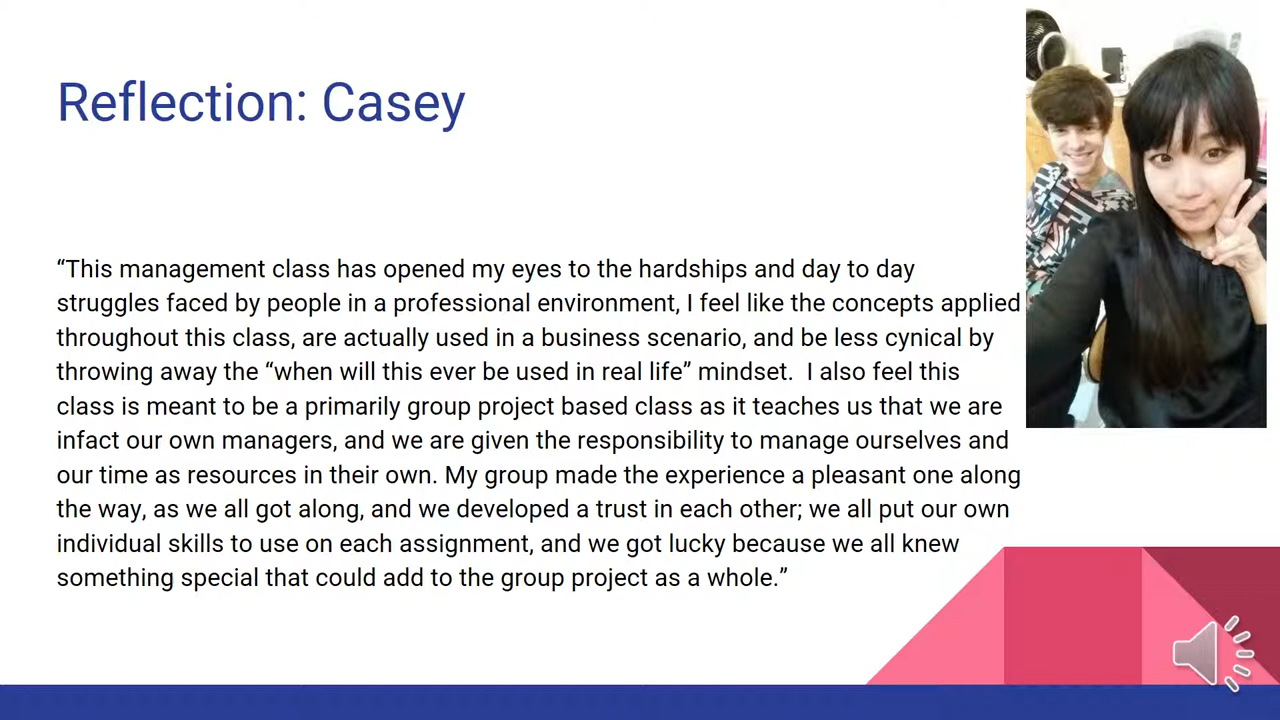 Reflection: Casey
“This management class has opened my eyes to the hardships and day to day
struggles faced by people in a professional environment, I feel like the concepts applied
throughout this class, are actually used in a business scenario, and be less cynical by
throwing away the “when will this ever be used in real life” mindset.  I also feel this
class is meant to be a primarily group project based class as it teaches us that we are
infact our own managers, and we are given the responsibility to manage ourselves and
our time as resources in their own. My group made the experience a pleasant one along
the way, as we all got along, and we developed a trust in each other; we all put our own
individual skills to use on each assignment, and we got lucky because we all knew
something special that could add to the group project as a whole.”